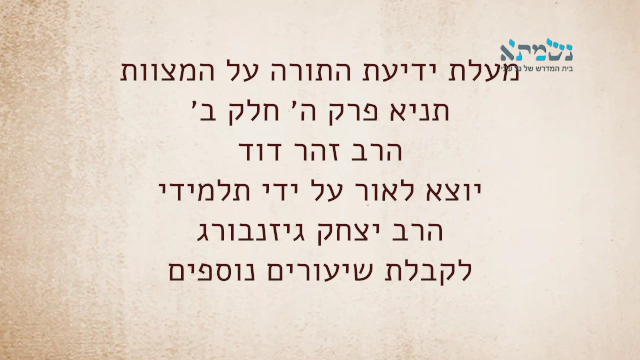 נשמתא
מעלת ידיעת התורה על המצוות
תניא פרק ה' חלק ב'
הרב זהר דוד
יוצא לאור על ידי תלמידי
הרב יצחק גיזנבורג
לקבלת שיעורים נוספים